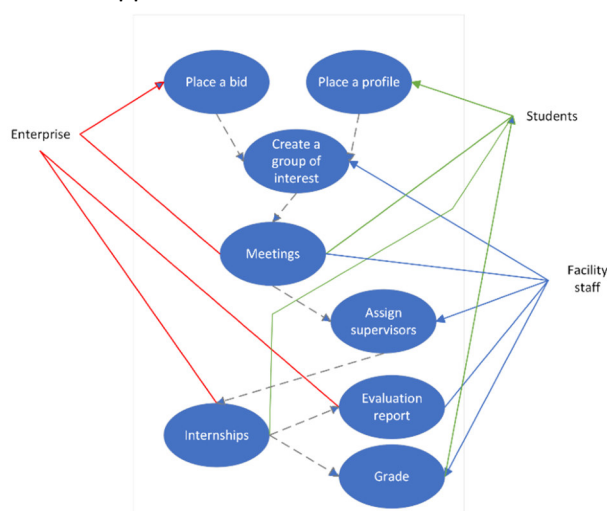 Place a bid
Place a profile
Enterprise
Students
Create a
group of
interest
Meetings
Facility
staff
Assign
supervisors
Evaluation
report
Internships
Grade